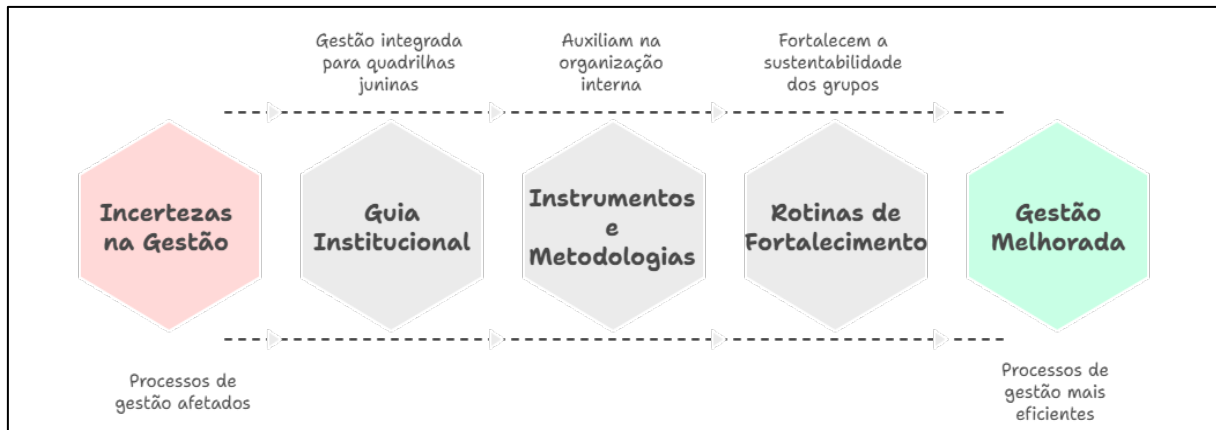 Gestão integrada
para quadrilhas
juninas
Auxiliam na
organização
interna
Fortalecem a
sustentabilidade
dos grupos
Incertezas
na Gestão
Guia
Institucional
Instrumentos
e
Metodologias
Rotinas de
Fortalecimento
Gestão
Melhorada
Processos de
gestão afetados
Processos de
gestão mais
eficientes